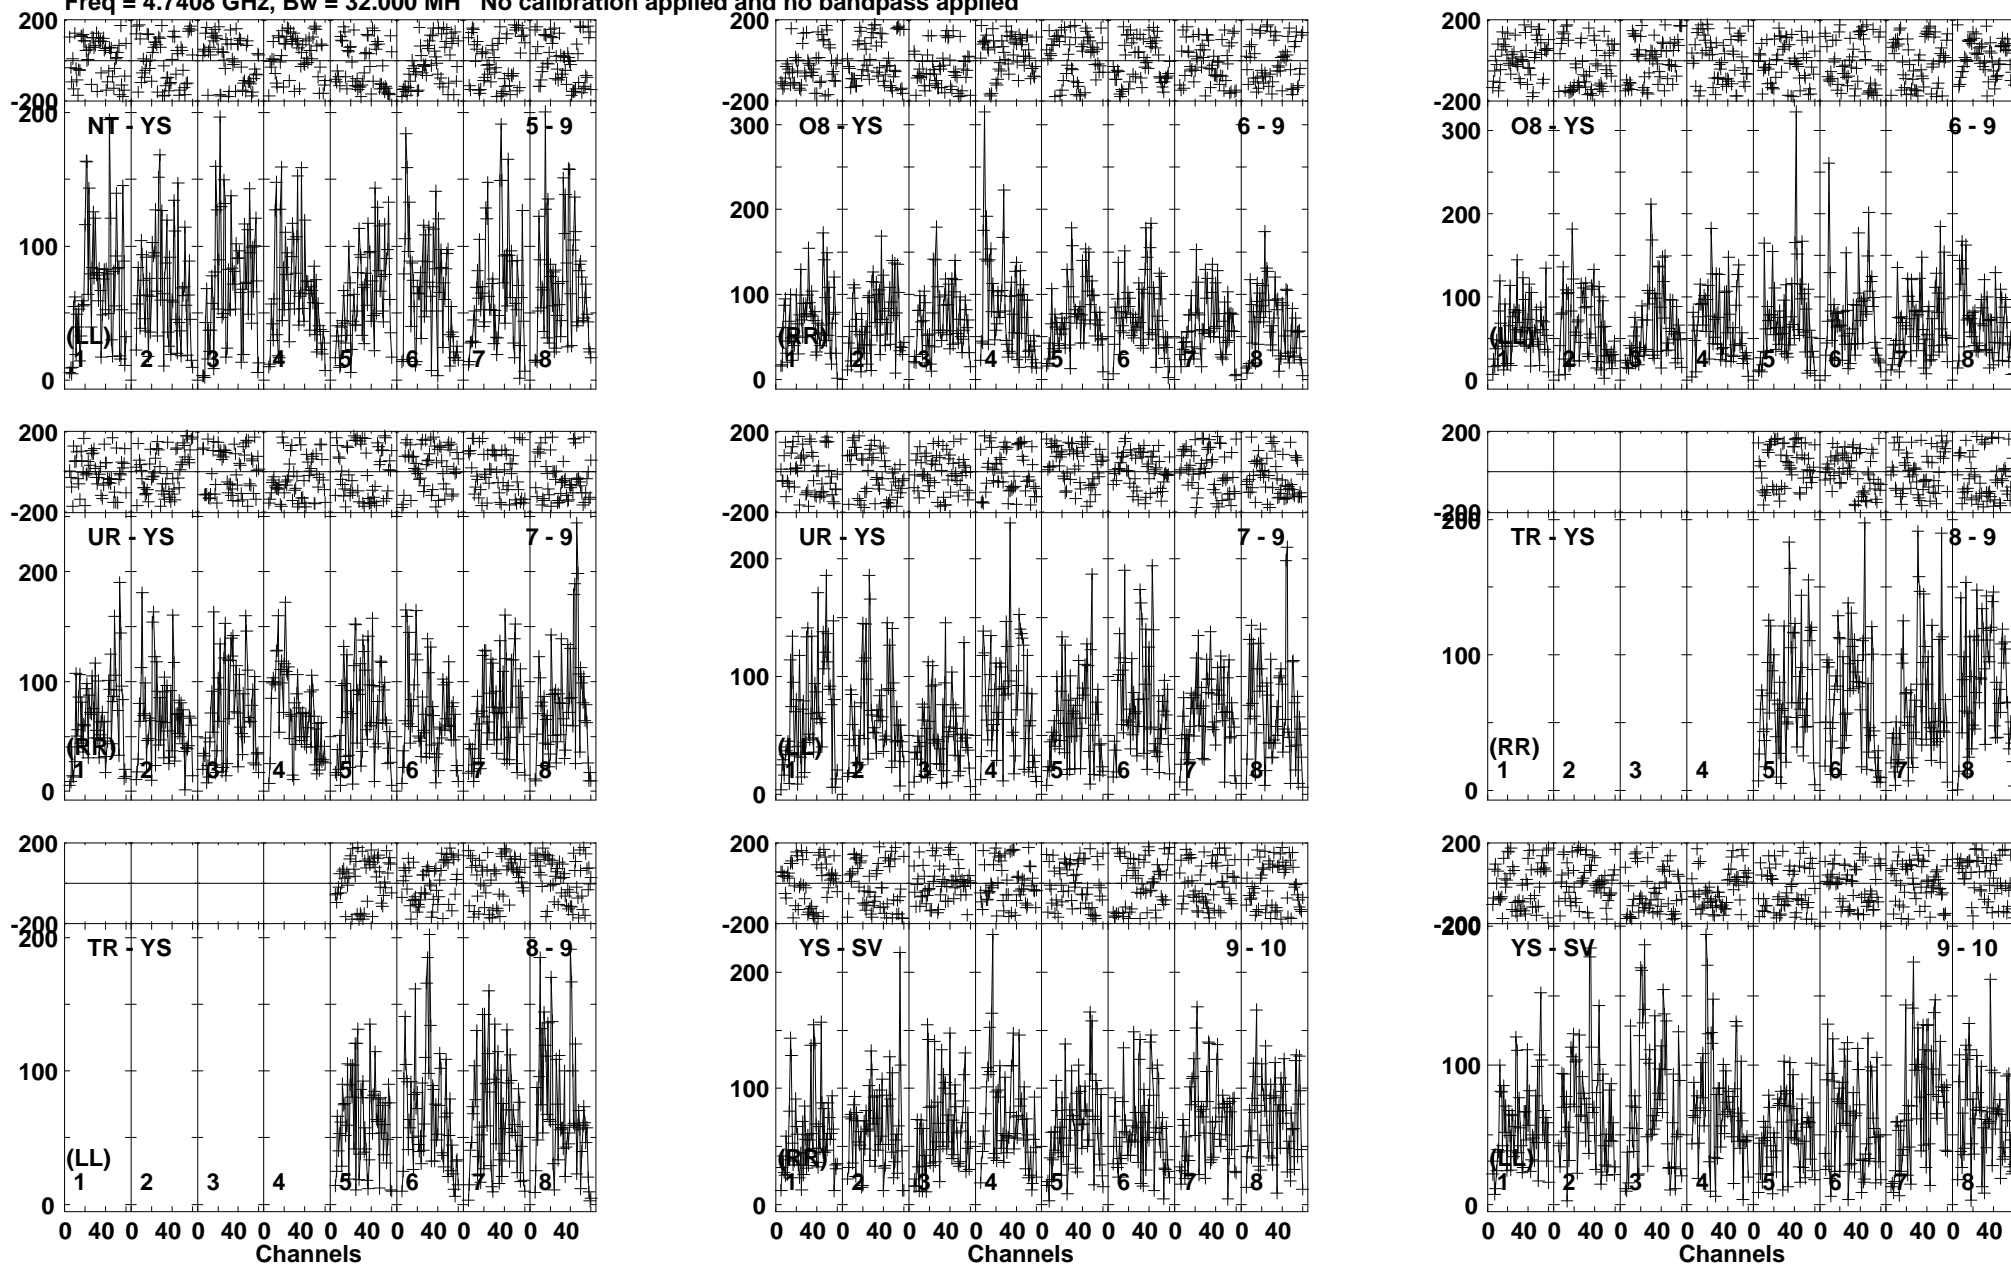 Freq = 4.7408 GHz, Bw = 32.000 MH No calibration applied and no bandpass applied
200 200 200
-200 -200 -200
200 300 300
NT - YS 5 - 9 O8 - YS 6 - 9 O8 - YS 6 - 9
200 200
100 100 100
(LL) (RR) (LL)
1 2 3 4 5 6 7 8 1 2 3 4 5 6 7 8 1 2 3 4 5 6 7 8
0 0 0
200 200 200
-200 -200 -200
200
UR - YS 7 - 9 UR - YS 7 - 9 TR - YS 8 - 9
200 200
100 100 100
(RR) (LL) (RR)
1 2 3 4 5 6 7 8 1 2 3 4 5 6 7 8 1 2 3 4 5 6 7 8
0 0 0
200 200 200
-200 -200 -200
200 200
TR - YS 8 - 9 YS - SV 9 - 10 YS - SV 9 - 10
200
100 100 100
(LL) (RR) (LL)
1 2 3 4 5 6 7 8 1 2 3 4 5 6 7 8 1 2 3 4 5 6 7 8
0 0 0
0 40 0 40 0 40 0 40 0 40 0 40 0 40 0 40 0 40 0 40 0 40 0 40 0 40 0 40 0 40 0 40 0 40 0 40 0 40 0 40 0 40 0 40 0 40 0 40
Channels Channels Channels